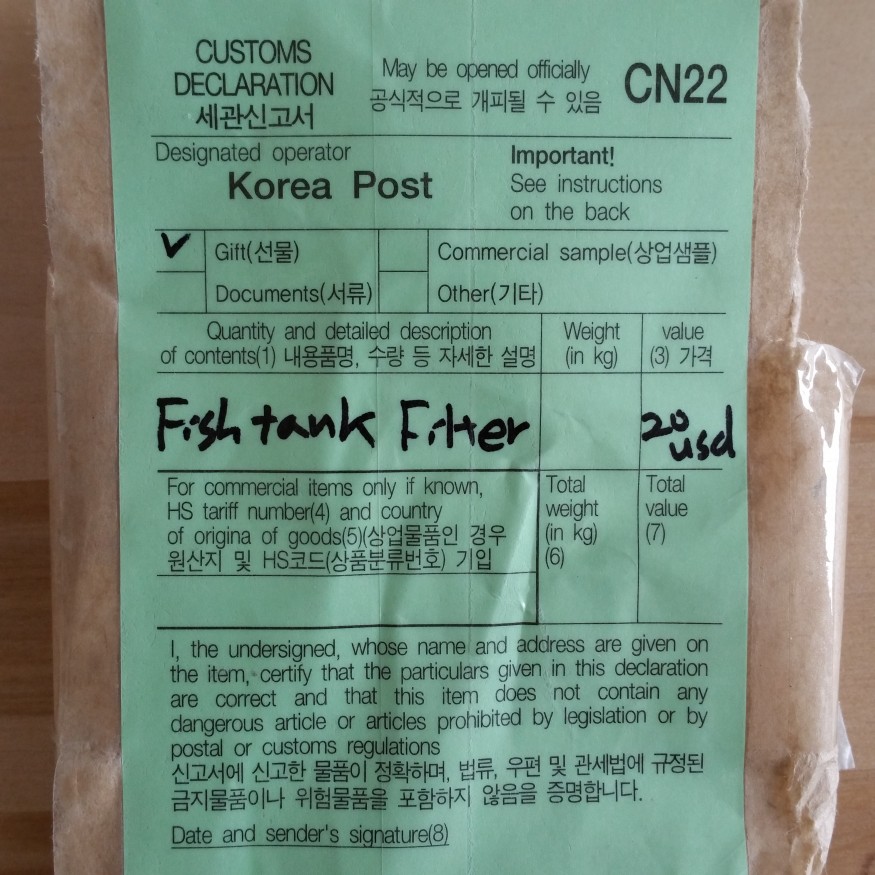 CUSTOMS
DECLARATION
세관신고서
May be opened officially
공식적으로 개피될 수 있음
CN22
Designated operator
Korea Post
Important!
See instructions
on the back
✓
Gift(선물)
Commercial sample(상업샘플)
Documents(서류)
Other(기타)
Quantity and detailed description
of contents(1) 내용품명, 수량 등 자세한 설명
Weight
(in kg)
value
(3) 가격
Fish tank Filter
20
usd
For commercial items only if known,
HS tariff number(4) and country
of origina of goods(5)(상업물품인 경우
원산지 및 HS코드(상품분류번호) 기입
Total
weight
(in kg)
(6)
Total
value
(7)
I, the undersigned, whose name and address are given on
the item, certify that the particulars given in this declaration
are correct and that this item does not contain any
dangerous article or articles prohibited by legislation or by
postal or customs regulations
신고서에 신고한 물품이 정확하며, 법류, 우편 및 관세법에 규정된
금지물품이나 위험물품을 포함하지 않음을 증명합니다.
Date and sender's signature(8)